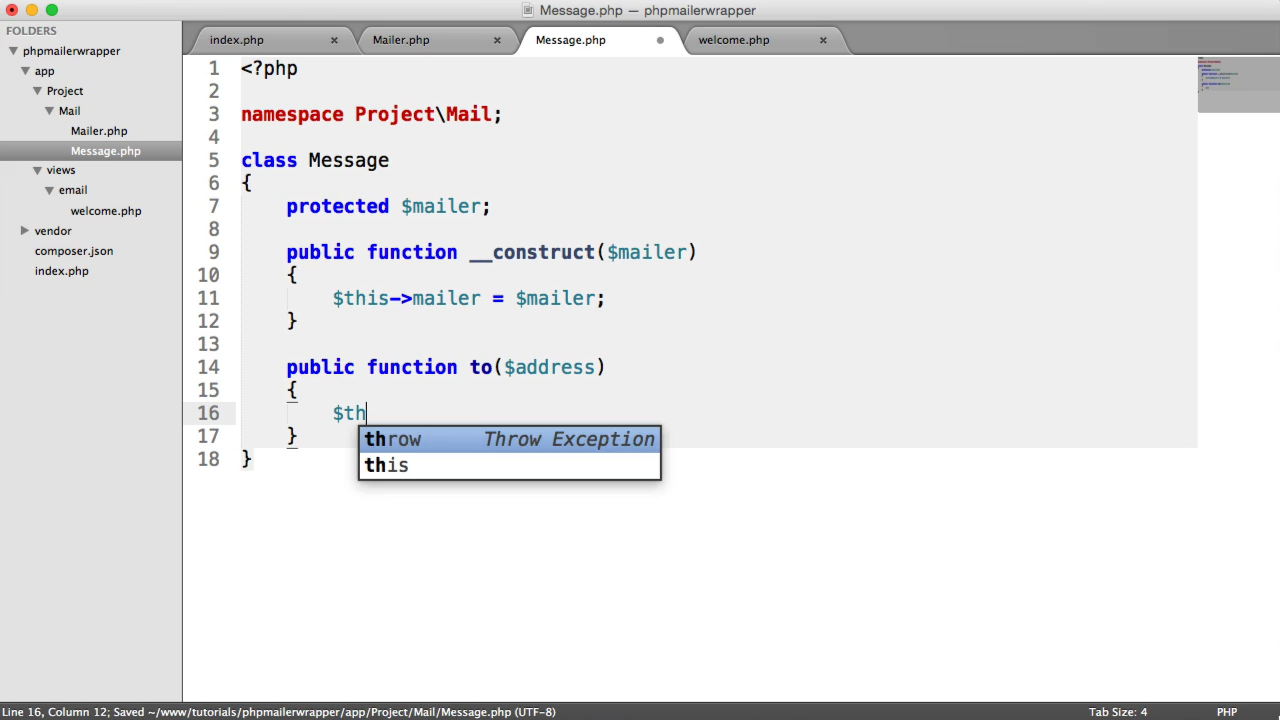 Message.php — phpmailerwrapper
FOLDERS
phpmailerwrapper
app
Project
Mail
Mailer.php
Message.php
views
email
welcome.php
vendor
composer.json
index.php
index.php × Mailer.php × Message.php welcome.php ×
1 <?php
2
3 namespace Project\Mail;
4
5 class Message
6 {
7 protected $mailer;
8
9 public function __construct($mailer)
10 {
11 $this->mailer = $mailer;
12 }
13
14 public function to($address)
15 {
16 $th
17 }
18 }
throw Throw Exception
this
Line 16, Column 12; Saved ~/www/tutorials/phpmailerwrapper/app/Project/Mail/Message.php (UTF-8) Tab Size: 4 PHP